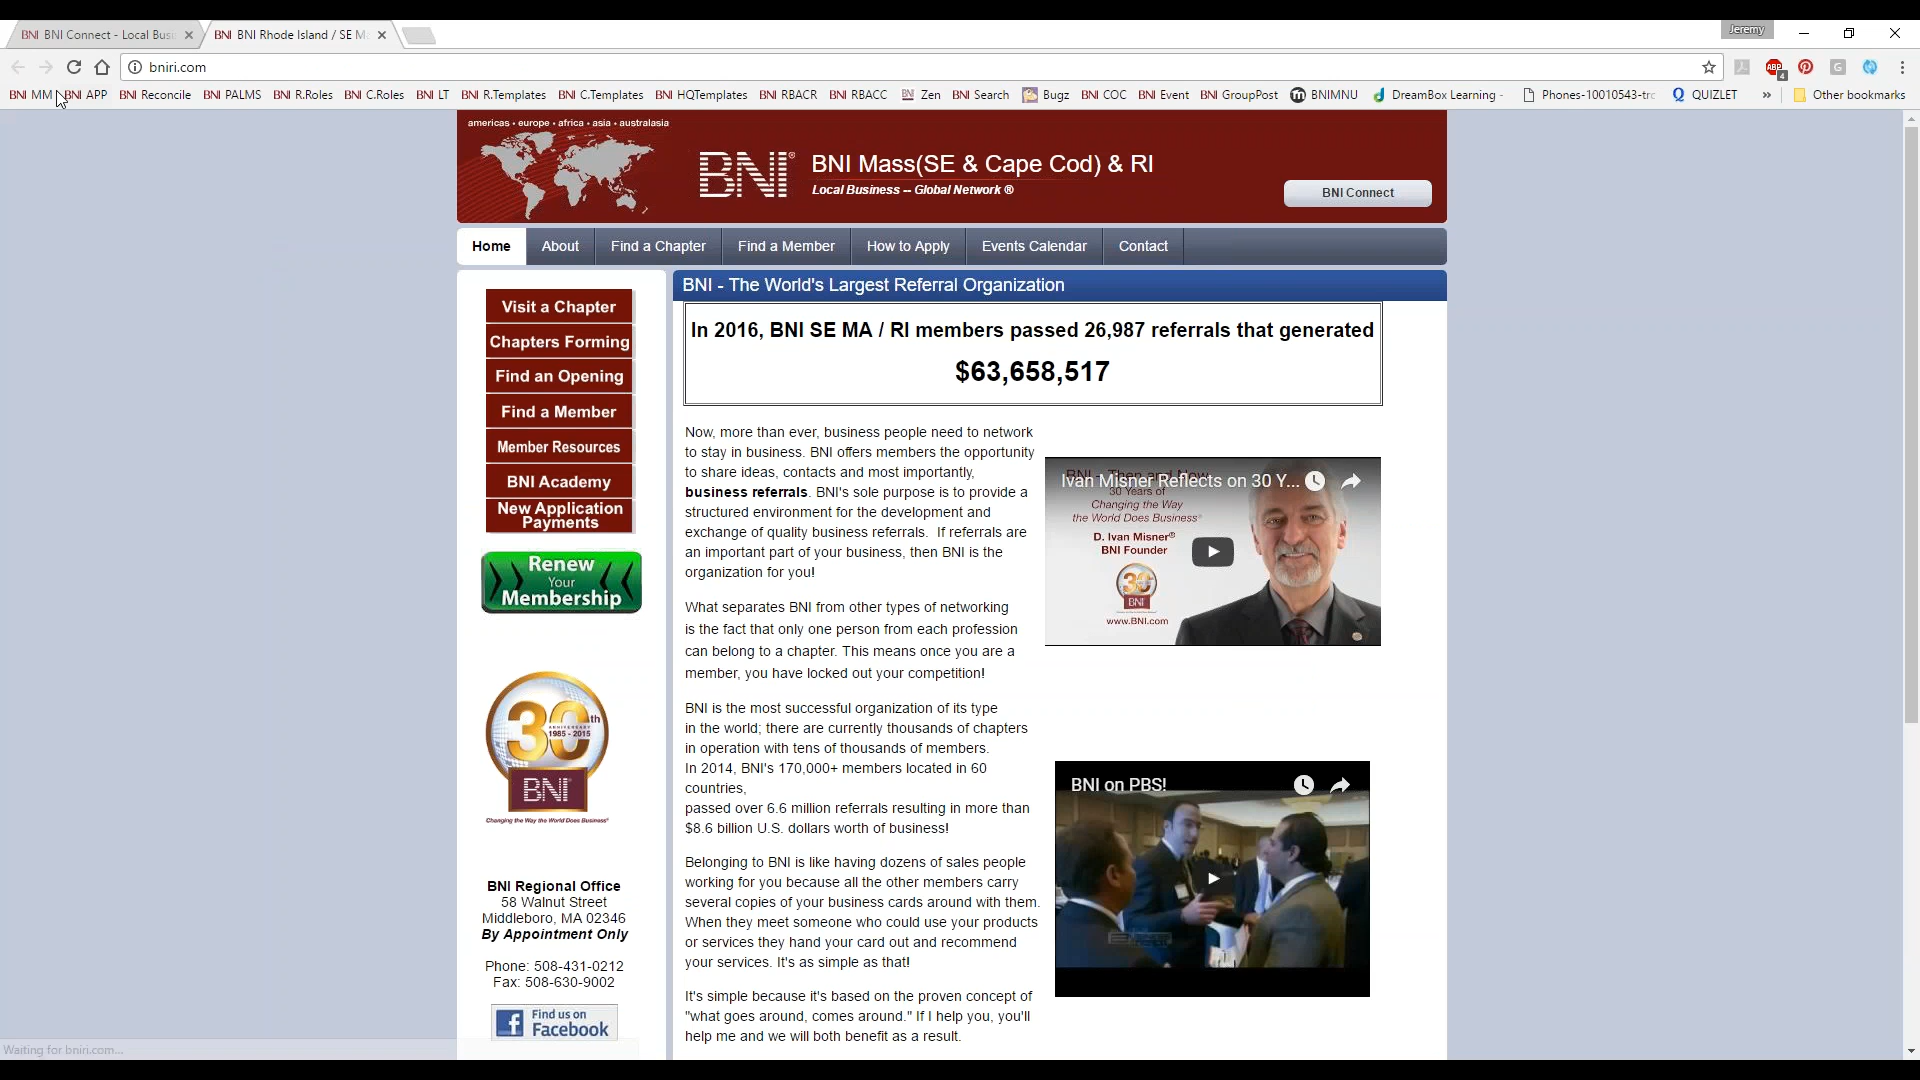 BNI BNI Connect - Local Busi
BNI BNI Rhode Island / SE M
Jeremy
bniri.com
ABP 4
BNI MM
BNI APP
BNI Reconcile
BNI PALMS
BNI R.Roles
BNI C.Roles
BNI LT
BNI R.Templates
BNI C.Templates
BNI HQTemplates
BNI RBACR
BNI RBACC
BNI Zen
BNI Search
Bugz
BNI COC
BNI Event
BNI GroupPost
BNIMNU
DreamBox Learning -
Phones-10010543-tr
QUIZLET
»
Other bookmarks
americas • europe • africa • asia • australasia
BNI®
BNI Mass(SE & Cape Cod) & RI
Local Business -- Global Network ®
BNI Connect
Home
About
Find a Chapter
Find a Member
How to Apply
Events Calendar
Contact
Visit a Chapter
Chapters Forming
Find an Opening
Find a Member
Member Resources
BNI Academy
New Application
Payments
Renew
Your
Membership
30th
ANNIVERSARY
1985 - 2015
BNI
Changing the Way the World Does Business®
BNI Regional Office
58 Walnut Street
Middleboro, MA 02346
By Appointment Only
Phone: 508-431-0212
Fax: 508-630-9002
Find us on
Facebook
BNI - The World's Largest Referral Organization
In 2016, BNI SE MA / RI members passed 26,987 referrals that generated
$63,658,517
Now, more than ever, business people need to network
to stay in business. BNI offers members the opportunity
to share ideas, contacts and most importantly,
business referrals. BNI's sole purpose is to provide a
structured environment for the development and
exchange of quality business referrals.  If referrals are
an important part of your business, then BNI is the
organization for you!
What separates BNI from other types of networking
is the fact that only one person from each profession
can belong to a chapter. This means once you are a
member, you have locked out your competition!
BNI is the most successful organization of its type
in the world; there are currently thousands of chapters
in operation with tens of thousands of members.
In 2014, BNI's 170,000+ members located in 60
countries,
passed over 6.6 million referrals resulting in more than
$8.6 billion U.S. dollars worth of business!
Belonging to BNI is like having dozens of sales people
working for you because all the other members carry
several copies of your business cards around with them.
When they meet someone who could use your products
or services they hand your card out and recommend
your services. It's as simple as that!
It's simple because it's based on the proven concept of
"what goes around, comes around." If I help you, you'll
help me and we will both benefit as a result.
Ivan Misner Reflects on 30 Y...
BNI - Then and Now
30 Years of
Changing the Way
the World Does Business®
D. Ivan Misner®
BNI Founder
30
BNI
www.BNI.com
BNI on PBS!
Waiting for bniri.com...